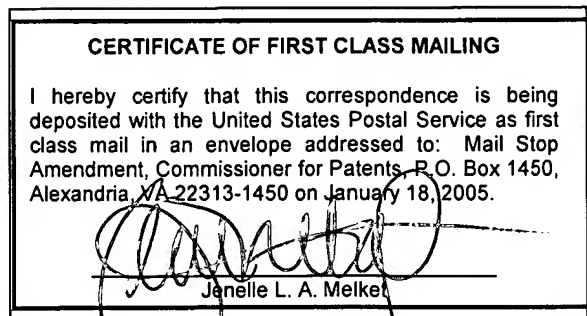 CERTIFICATE OF FIRST CLASS MAILING
I hereby certify that this correspondence is being
deposited with the United States Postal Service as first
class mail in an envelope addressed to: Mail Stop
Amendment, Commissioner for Patents, P.O. Box 1450,
Alexandria, VA 22313-1450 on January 18, 2005.
Jenelle L. A. Melket